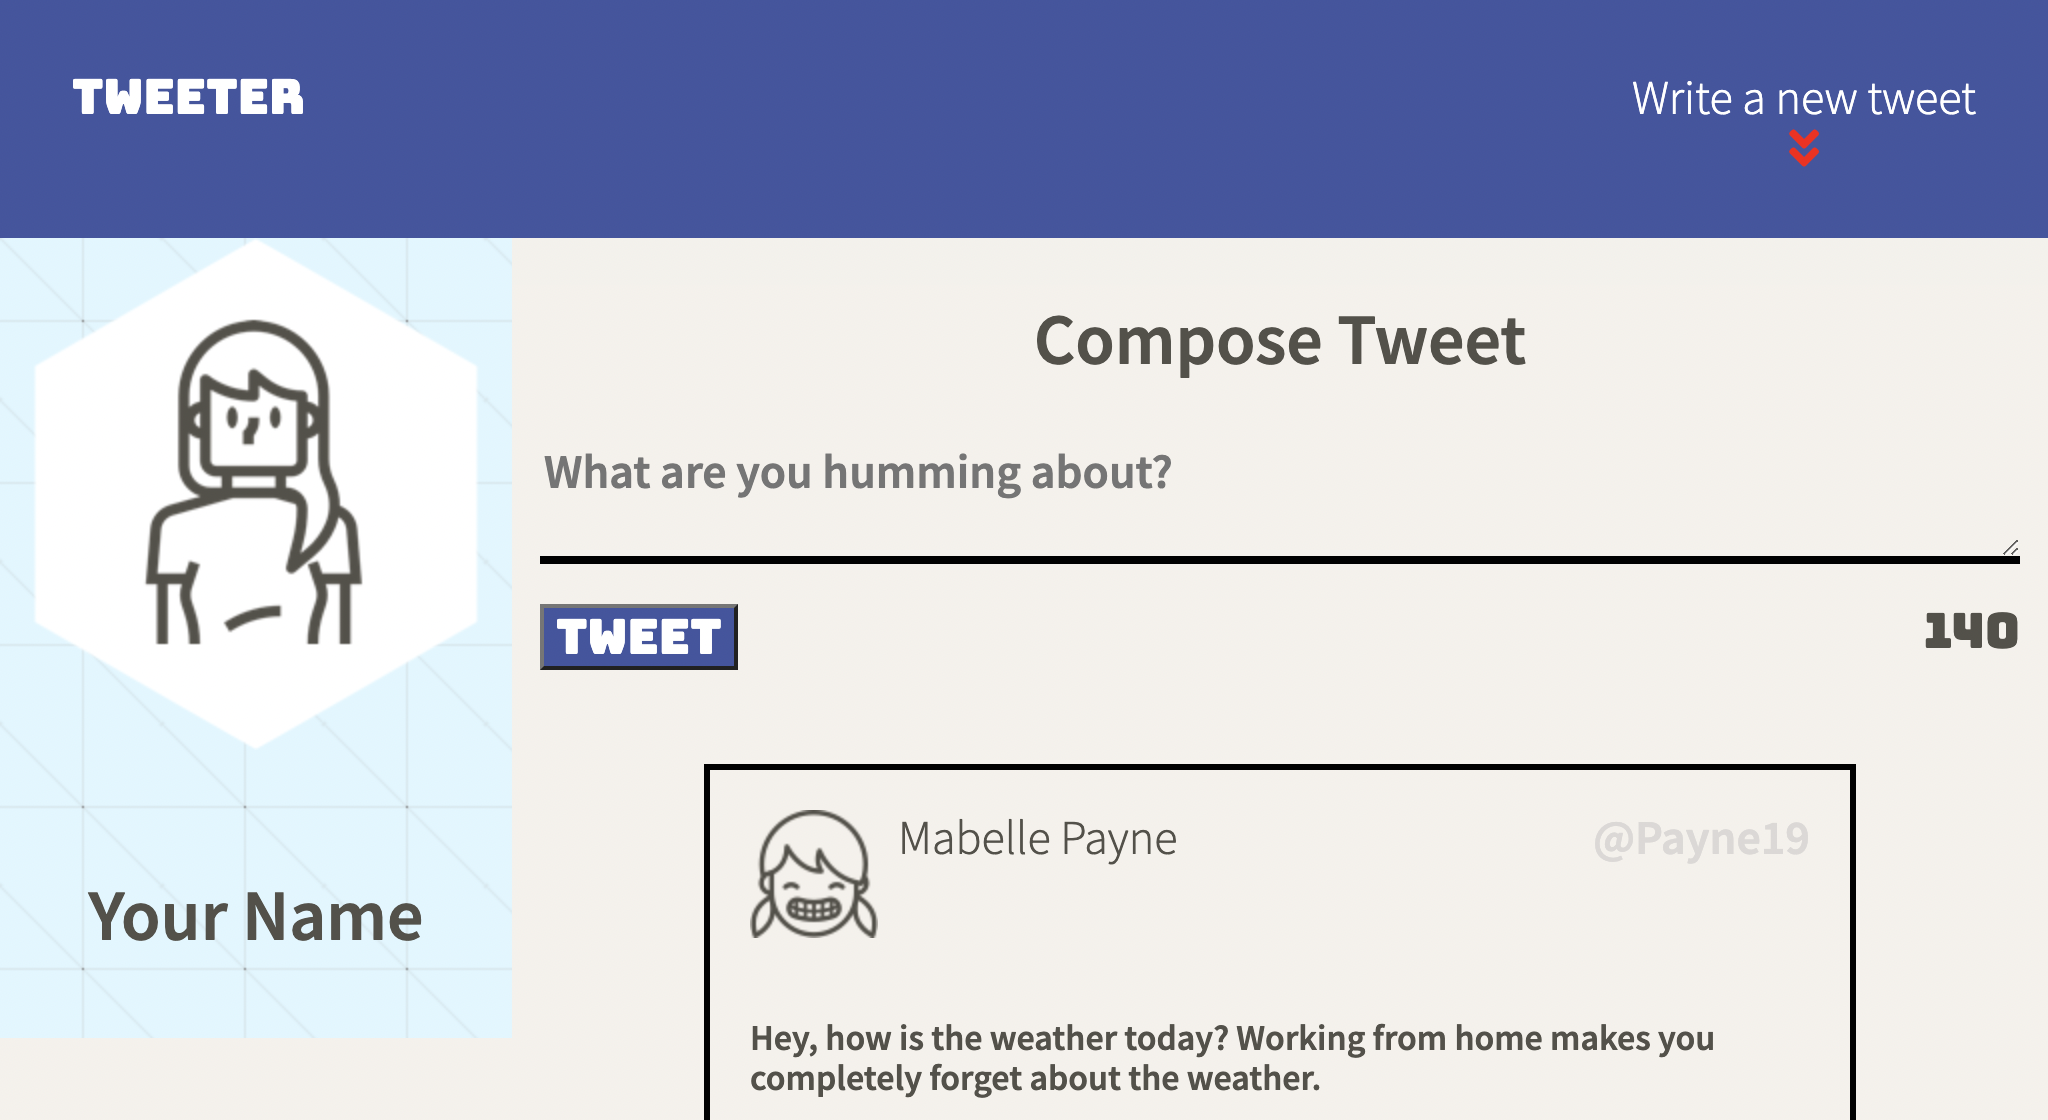 TWEETER
Write a new tweet
Your Name
Compose Tweet
What are you humming about?
TWEET
140
Mabelle Payne
@Payne19
Hey, how is the weather today? Working from home makes you
completely forget about the weather.